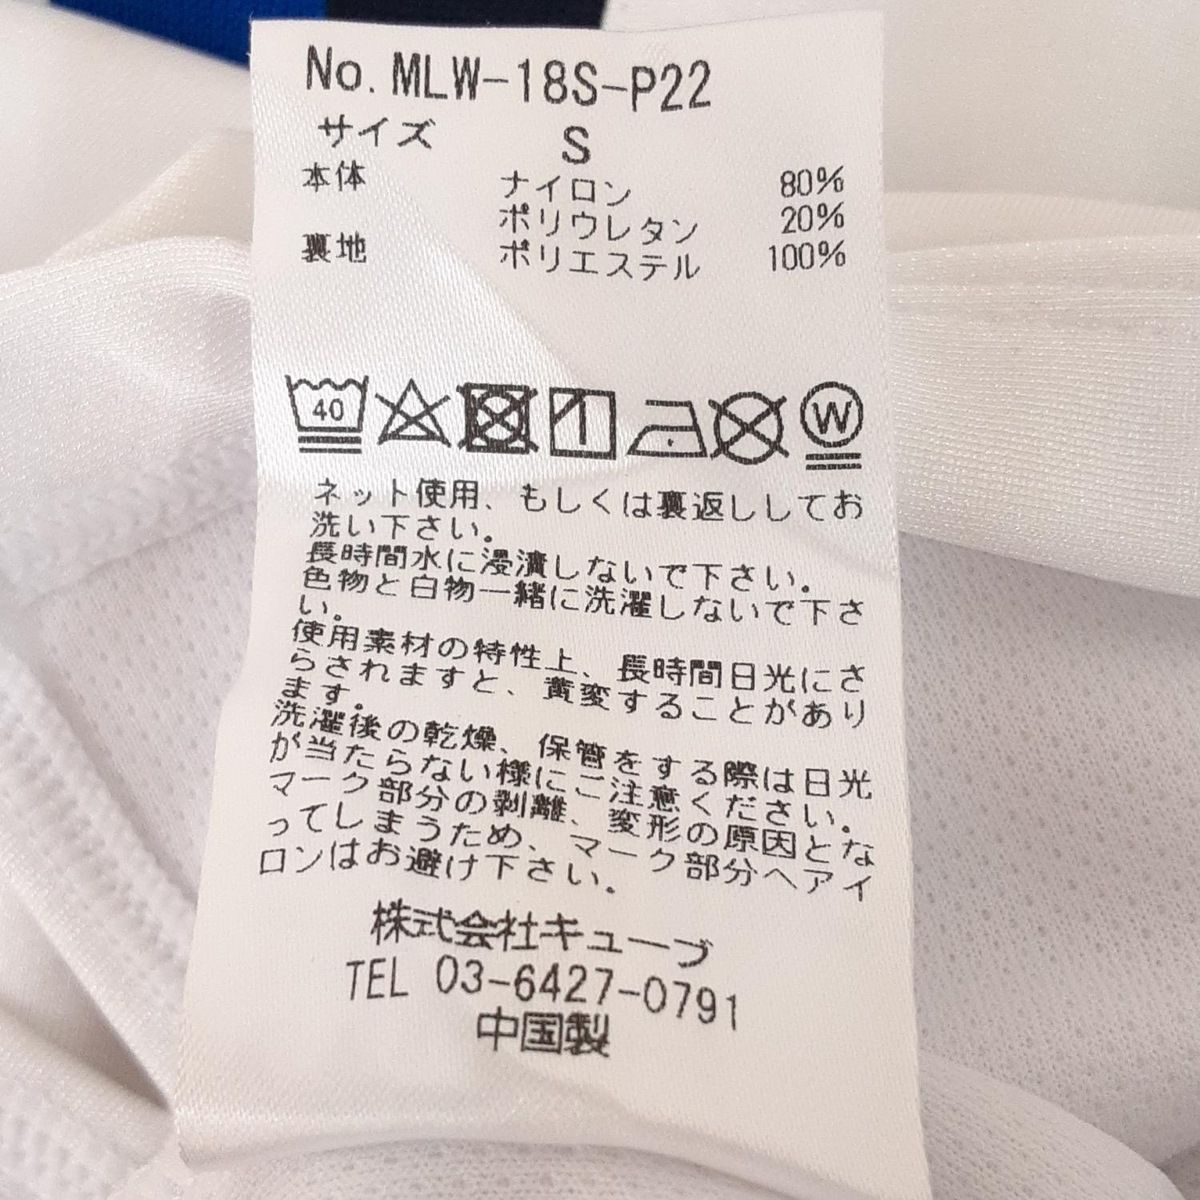 No. MLW-18S-P22
サイズ S
本体 ナイロン 80%
ポリウレタン 20%
裏地 ポリエステル 100%
40 W
ネット使用、もしくは裏返ししてお
洗い下さい。
長時間水に浸漬しないで下さい。
色物と白物一緒に洗濯しないで下さ
い。
使用素材の特性上、長時間日光にさ
らされますと、黄変することがあり
ます。
洗濯後の乾燥、保管をする際は日光
が当たらない様にご注意ください。
マーク部分の剥離、変形の原因とな
ってしまうため、マーク部分へアイ
ロンはお避け下さい。
株式会社キューブ
TEL 03-6427-0791
中国製